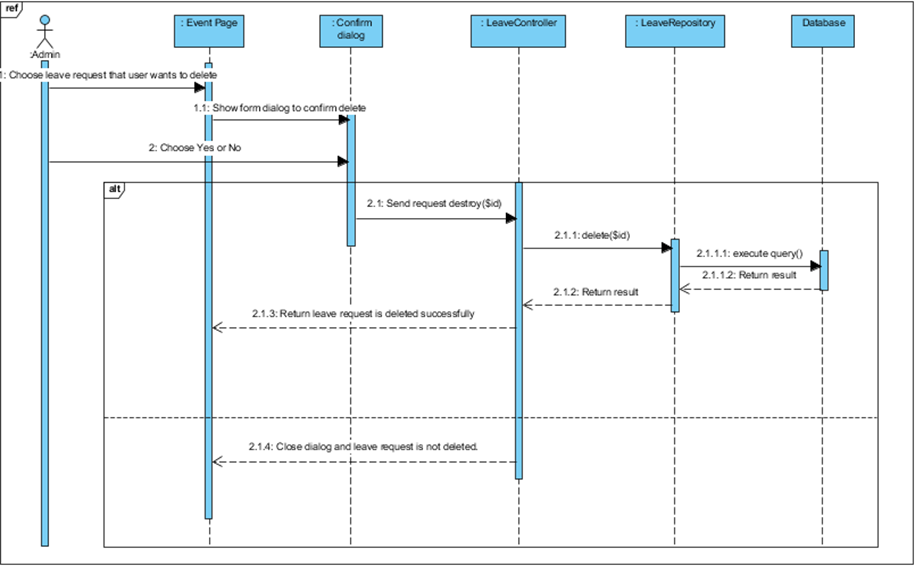 ref
: Event Page
: Confirm
dialog
: LeaveController
: LeaveRepository
Database
:Admin
1: Choose leave request that user wants to delete
1.1: Show form dialog to confirm delete
2: Choose Yes or No
alt
2.1: Send request destroy($id)
2.1.1: delete($id)
2.1.1.1: execute query()
2.1.1.2: Return result
2.1.2: Return result
2.1.3: Return leave request is deleted successfully
2.1.4: Close dialog and leave request is not deleted.